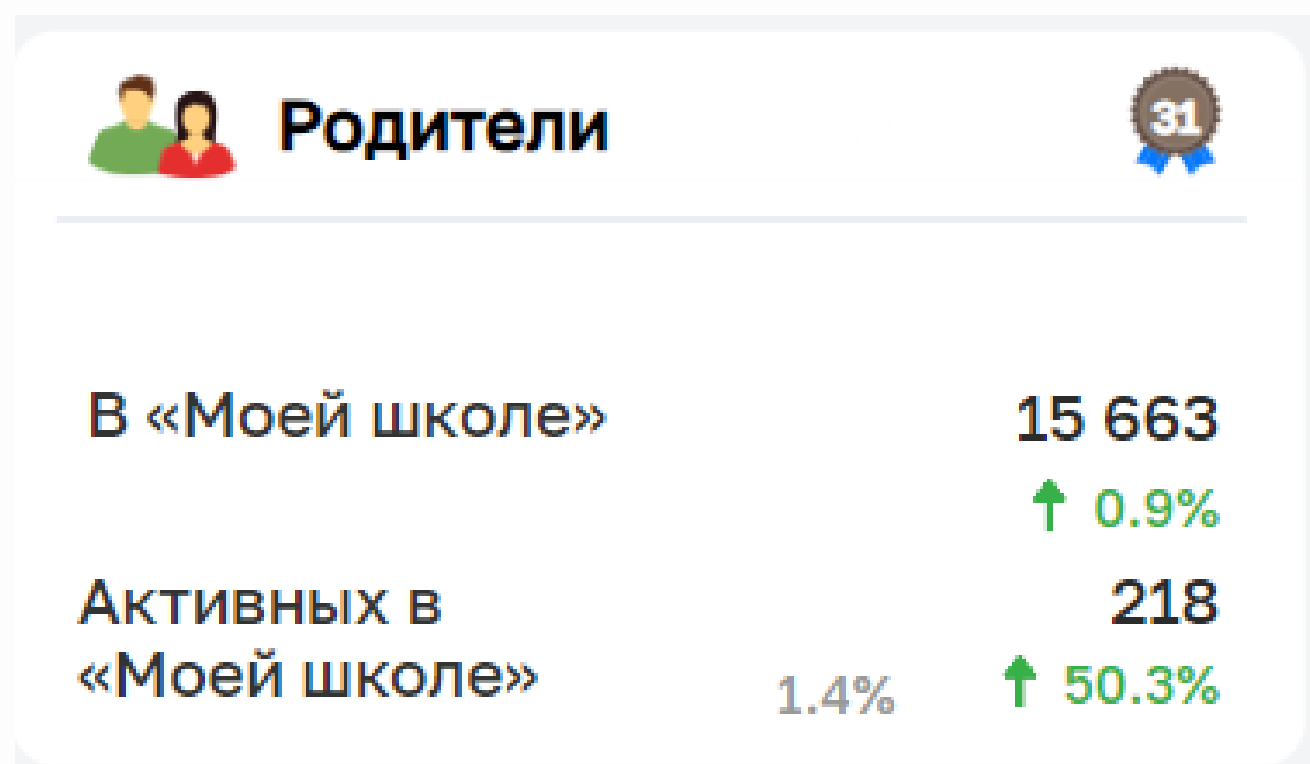 Родители
31
В «Моей школе»
15 663
↑ 0.9%
Активных в
218
«Моей школе»
1.4%
↑ 50.3%